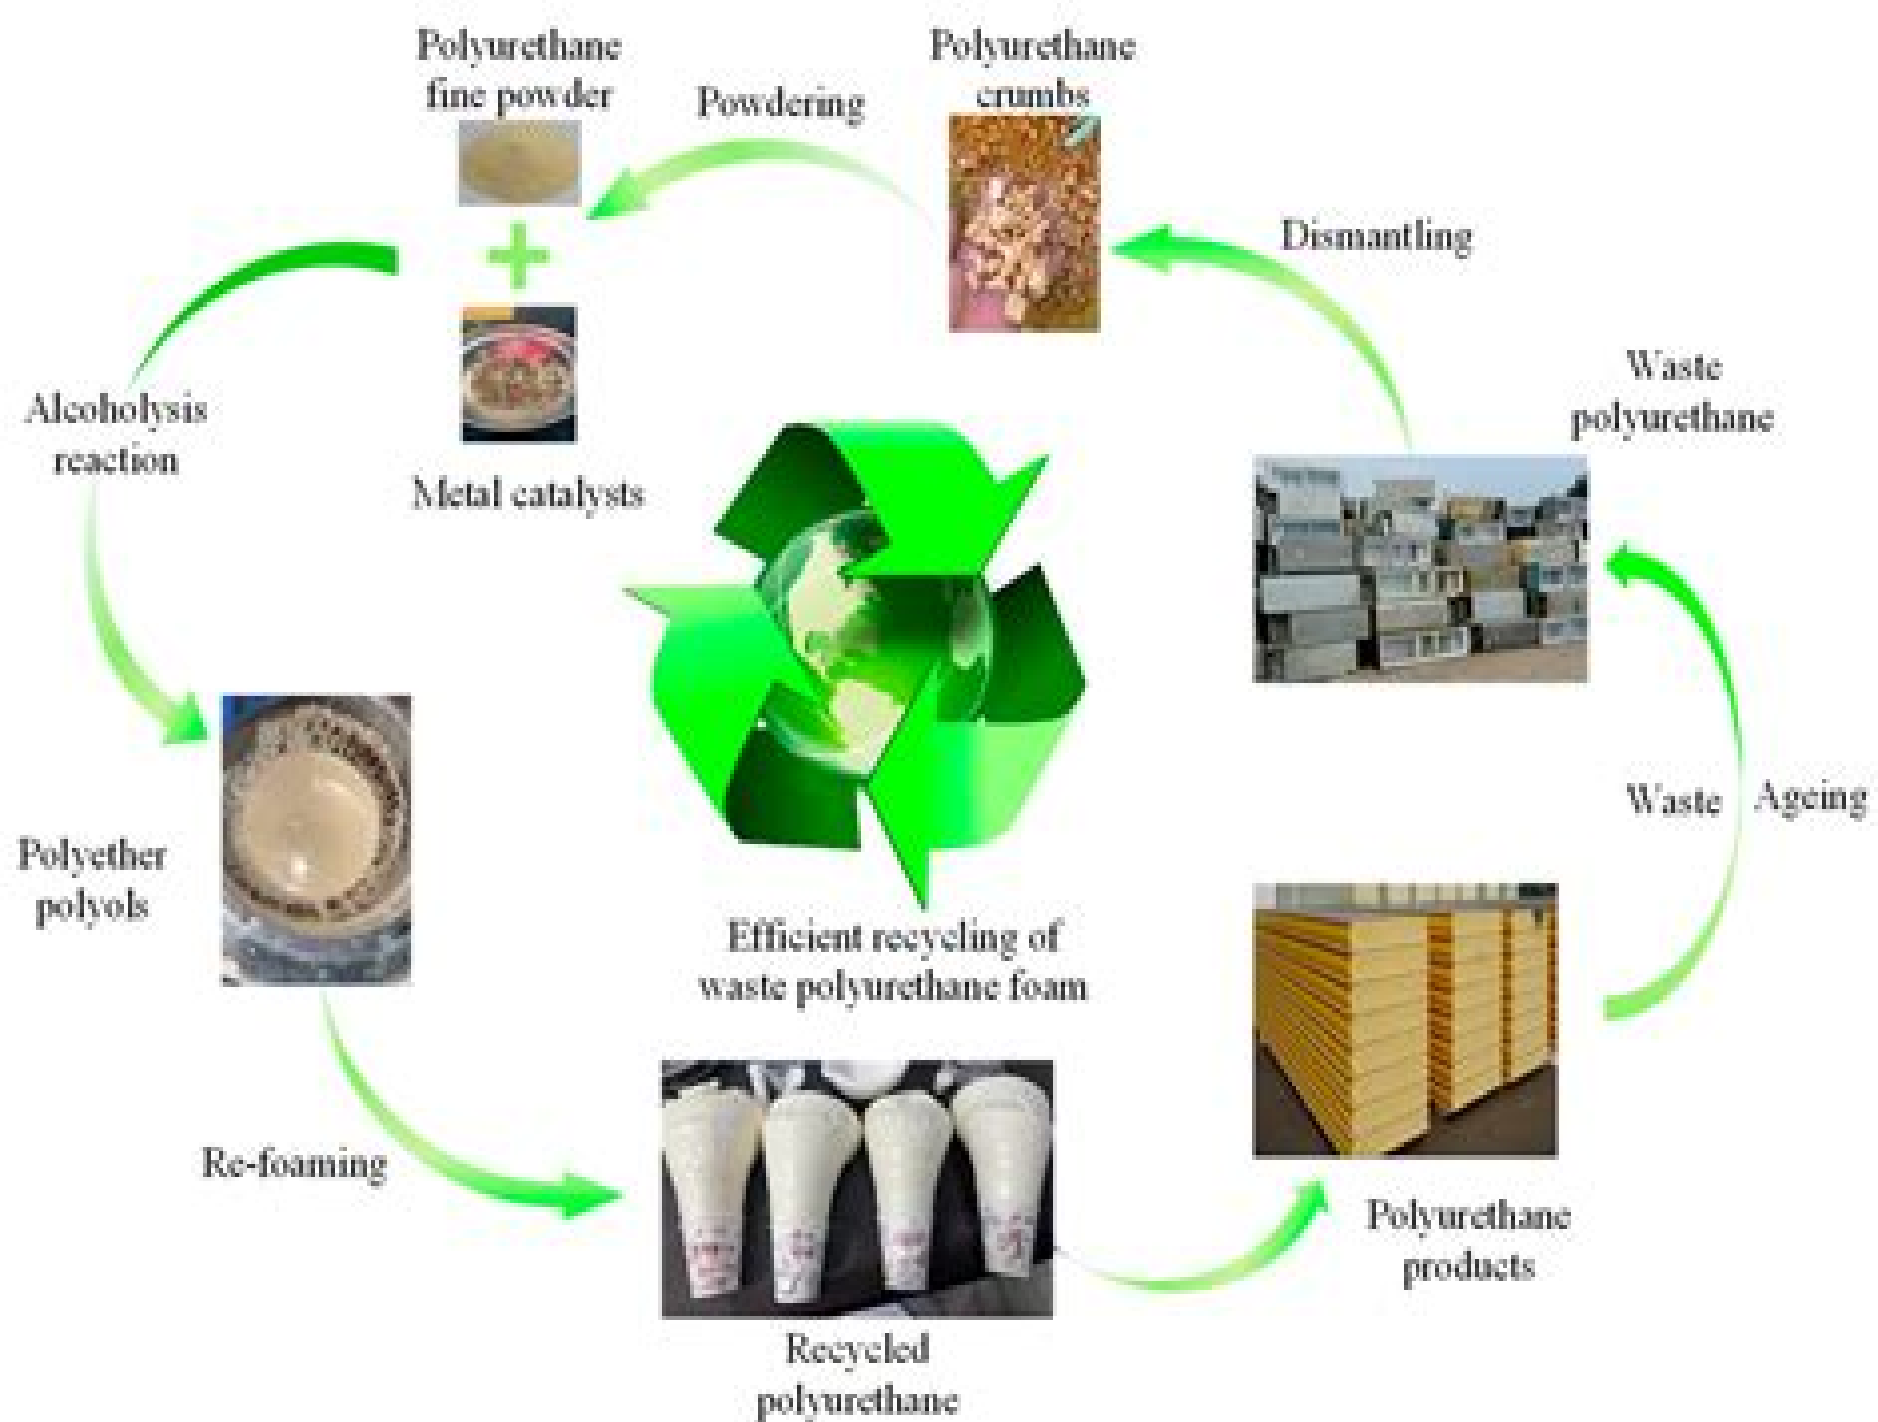 Polyurethane
fine powder
Powdering
Polyurethane
crumbs
Dismantling
Waste
polyurethane
Alcoholysis
reaction
Metal catalysts
Waste
Ageing
Polyether
polyols
Efficient recycling of
waste polyurethane foam
Re-foaming
Polyurethane
products
Recycled
polyurethane